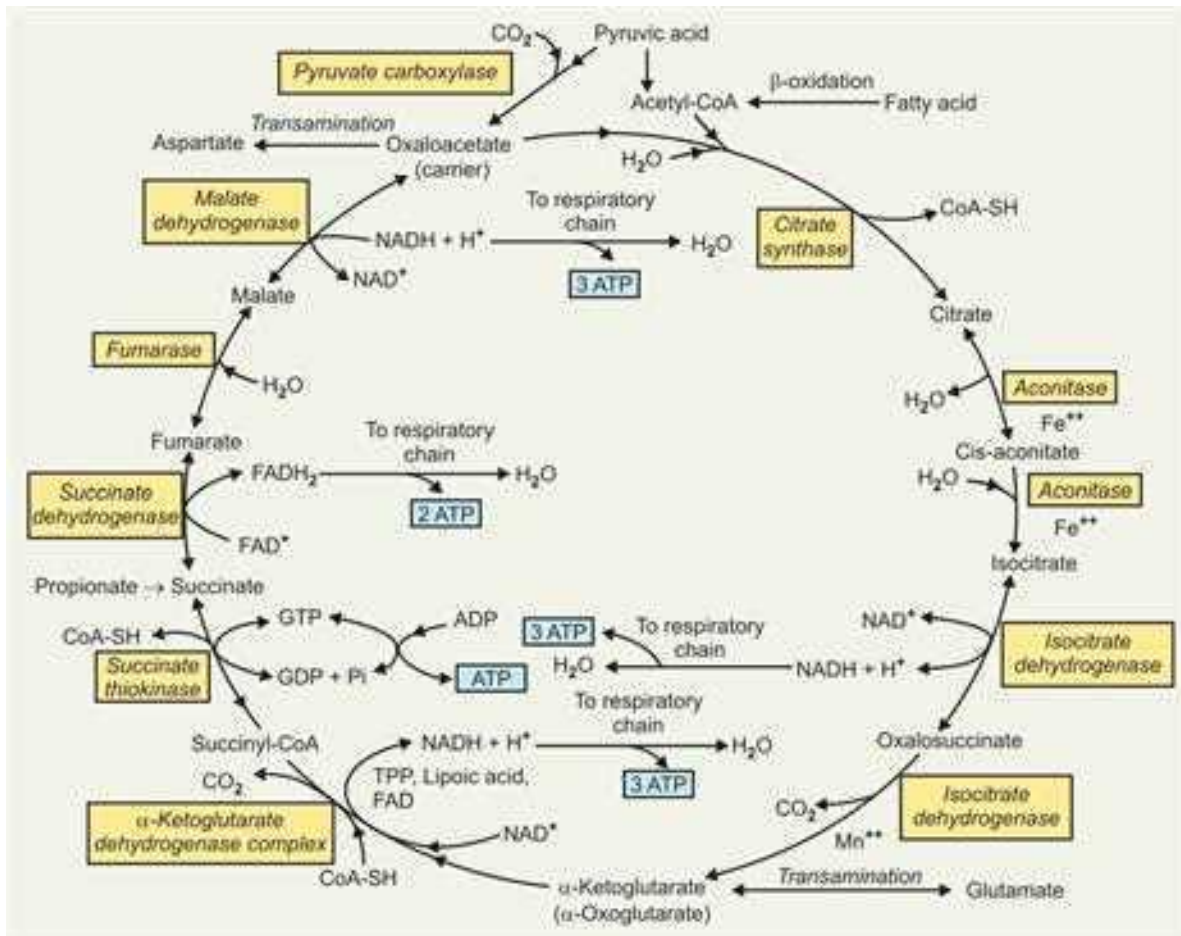 CO₂
Pyruvic acid
Pyruvate carboxylase
β-oxidation
Acetyl-CoA
Fatty acid
Transamination
Aspartate
Oxaloacetate
(carrier)
H₂O
Malate
dehydrogenase
To respiratory
chain
CoA-SH
Citrate
synthase
NADH + H⁺
H₂O
3 ATP
NAD⁺
Malate
Citrate
Fumarase
H₂O
Aconitase
H₂O
Fe⁺⁺
Fumarate
To respiratory
chain
Cis-aconitate
FADH₂
H₂O
H₂O
Aconitase
Succinate
dehydrogenase
2 ATP
Fe⁺⁺
FAD⁺
Isocitrate
Propionate → Succinate
GTP
ADP
3 ATP
To respiratory
chain
NAD⁺
CoA-SH
Isocitrate
dehydrogenase
Succinate
thiokinase
GDP + Pi
ATP
H₂O
NADH + H⁺
To respiratory
chain
Succinyl-CoA
NADH + H⁺
H₂O
Oxalosuccinate
CO₂
TPP, Lipoic acid,
FAD
3 ATP
Isocitrate
dehydrogenase
CO₂
α-Ketoglutarate
dehydrogenase complex
NAD⁺
Mn⁺⁺
CoA-SH
α-Ketoglutarate
(α-Oxoglutarate)
Transamination
Glutamate